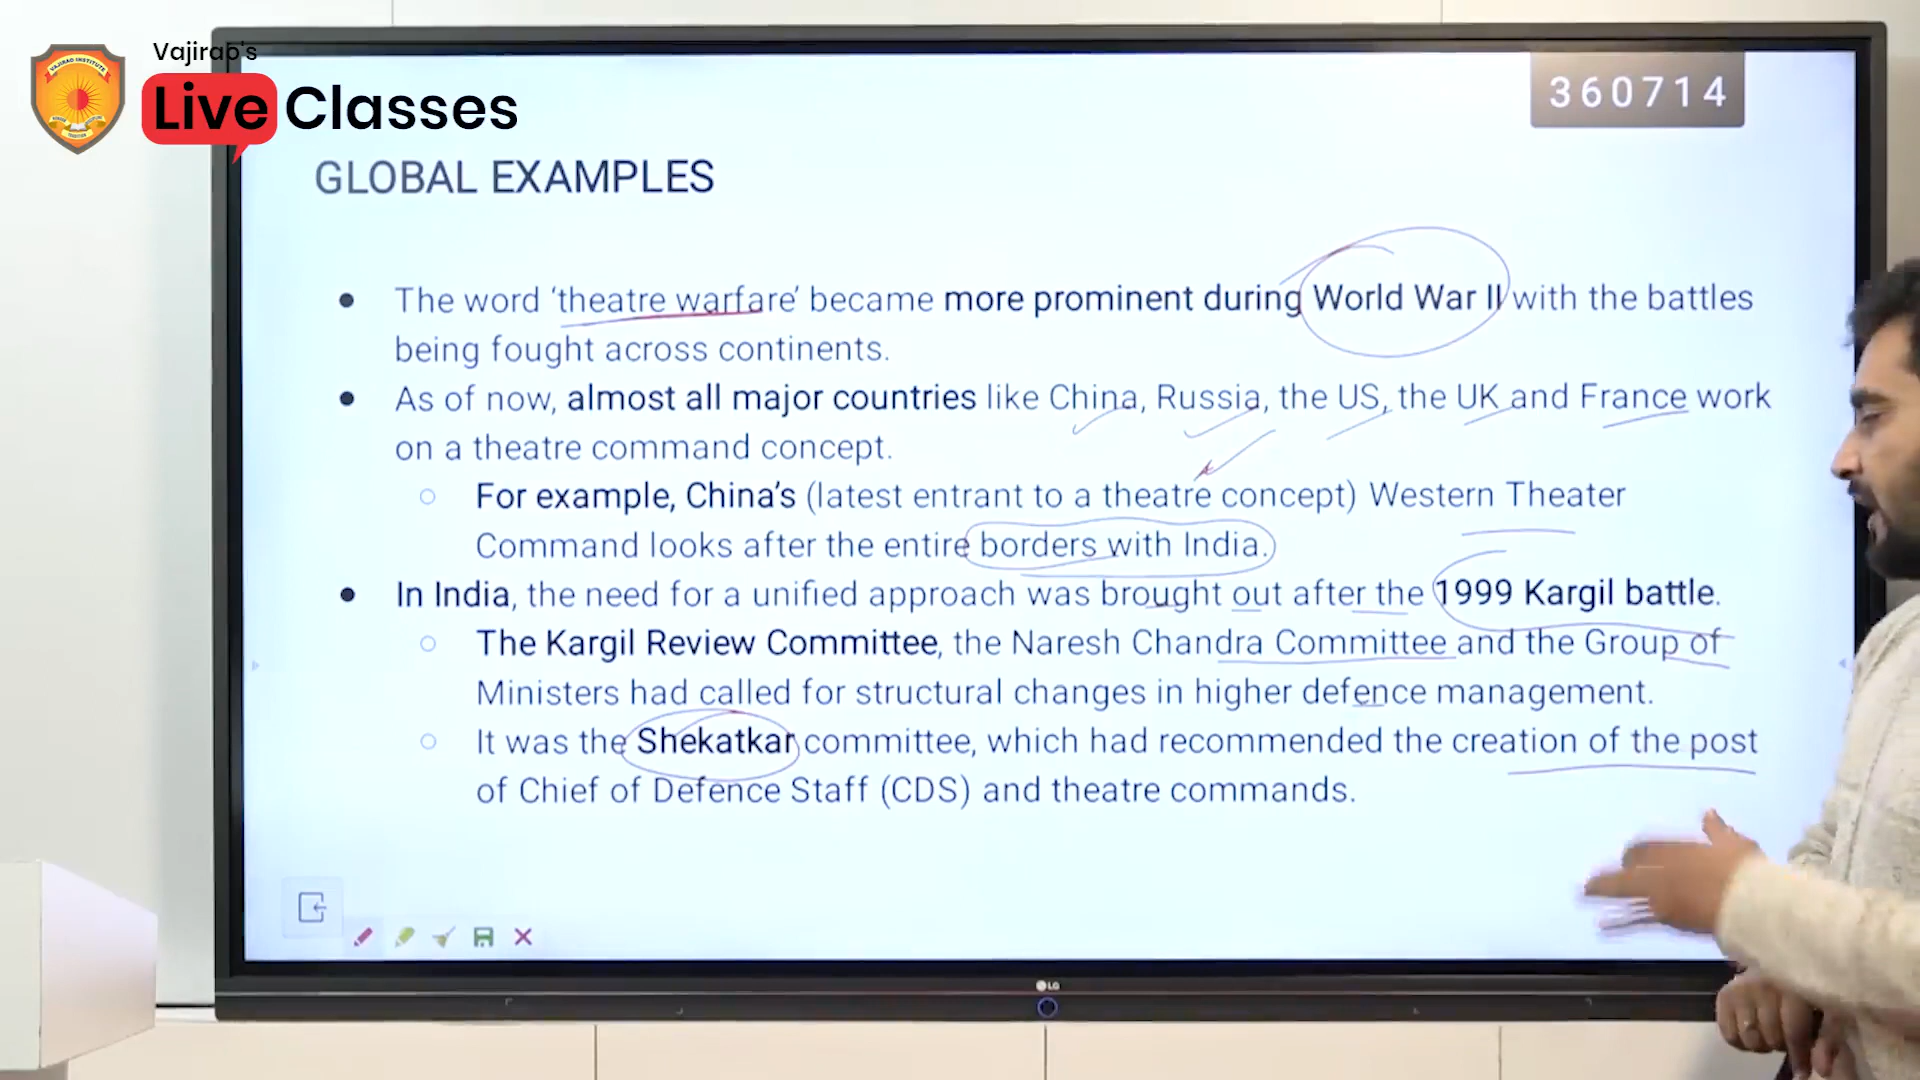 Vajirao's
Live Classes
VAJIRAO INSTITUTE
360714
GLOBAL EXAMPLES
• The word ‘theatre warfare’ became more prominent during World War II with the battles
being fought across continents.
• As of now, almost all major countries like China, Russia, the US, the UK and France work
on a theatre command concept.
○ For example, China’s (latest entrant to a theatre concept) Western Theater
Command looks after the entire borders with India.
• In India, the need for a unified approach was brought out after the 1999 Kargil battle.
○ The Kargil Review Committee, the Naresh Chandra Committee and the Group of
Ministers had called for structural changes in higher defence management.
○ It was the Shekatkar committee, which had recommended the creation of the post
of Chief of Defence Staff (CDS) and theatre commands.
LG